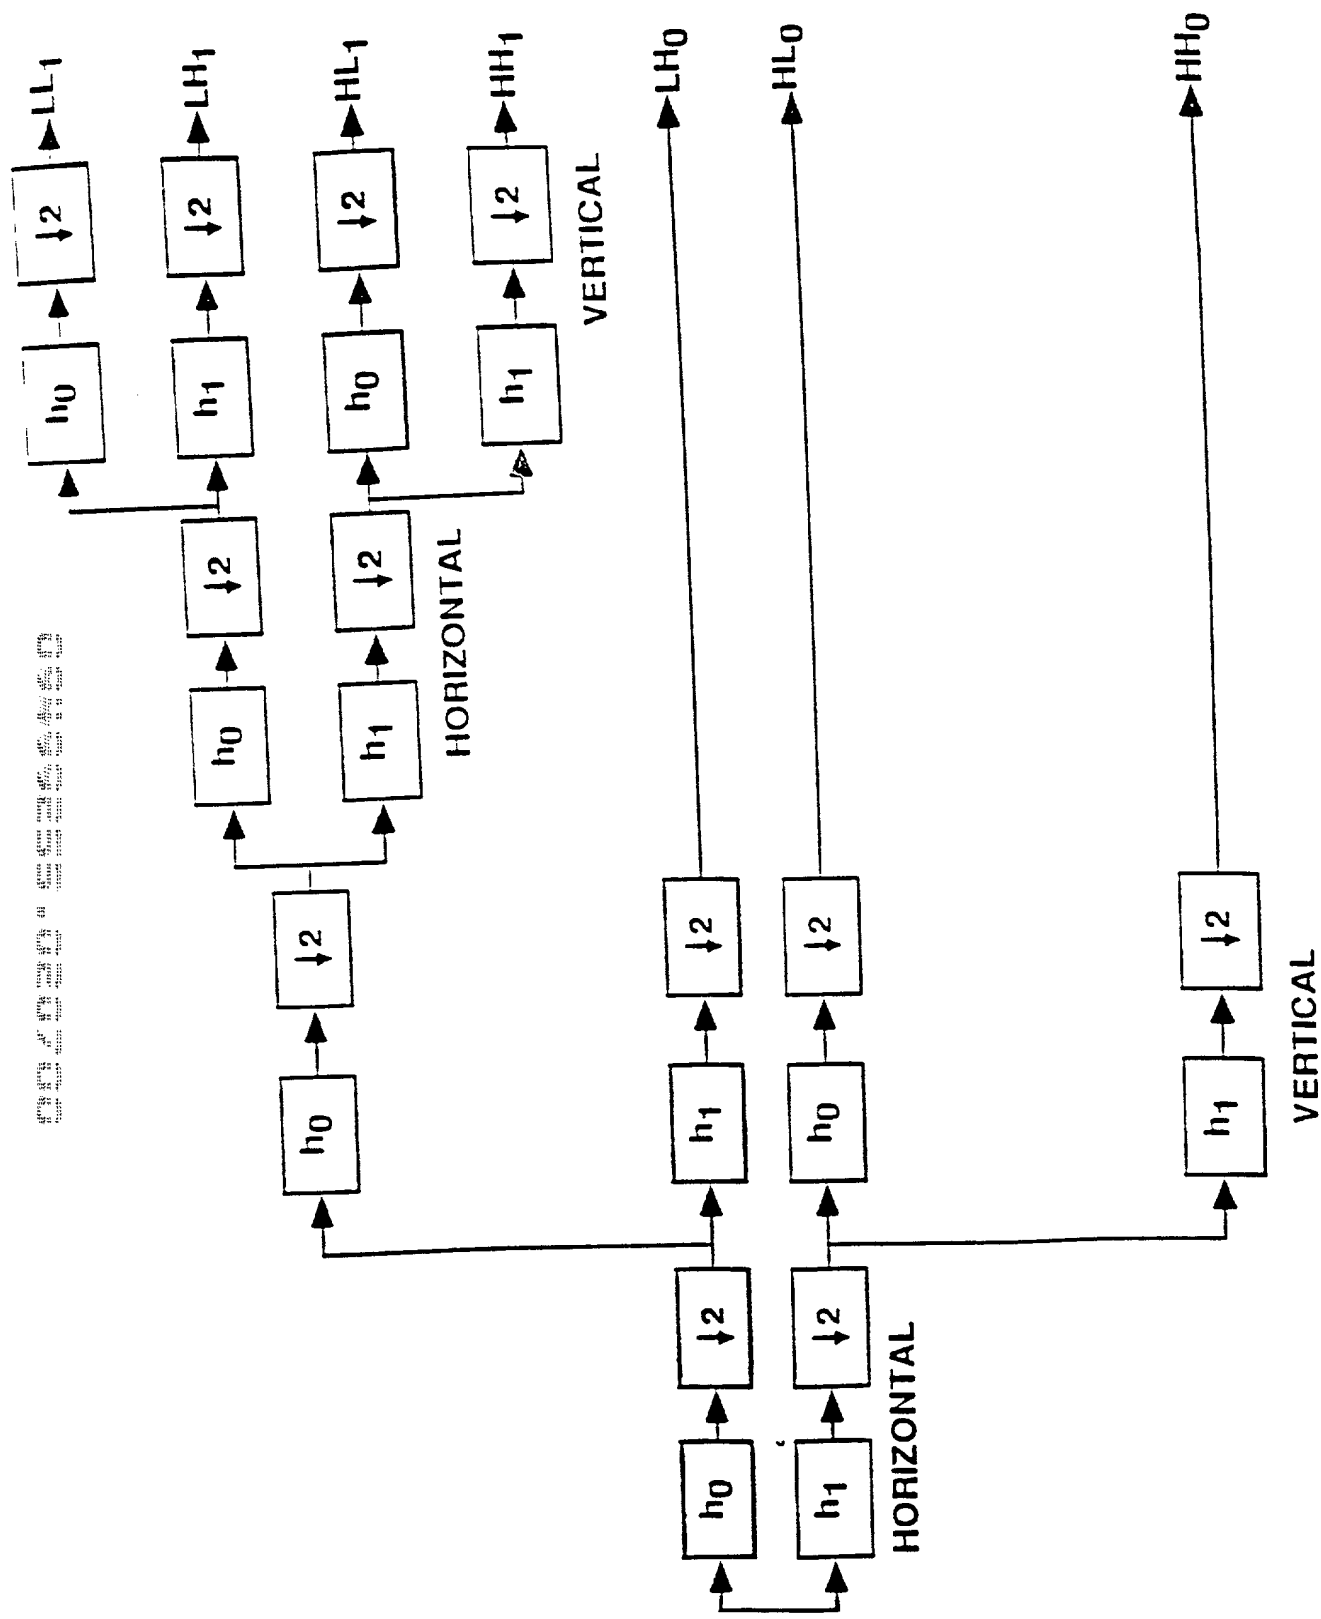 h0 ↓2 LL1
h0 ↓2
h1 ↓2 LH1
h0 ↓2
h1 ↓2
h0 ↓2 HL1
h1 ↓2 HH1
HORIZONTAL
VERTICAL
h0 ↓2
h1 ↓2 LH0
h1 ↓2
h0 ↓2 HL0
HORIZONTAL
h1 ↓2 HH0
VERTICAL